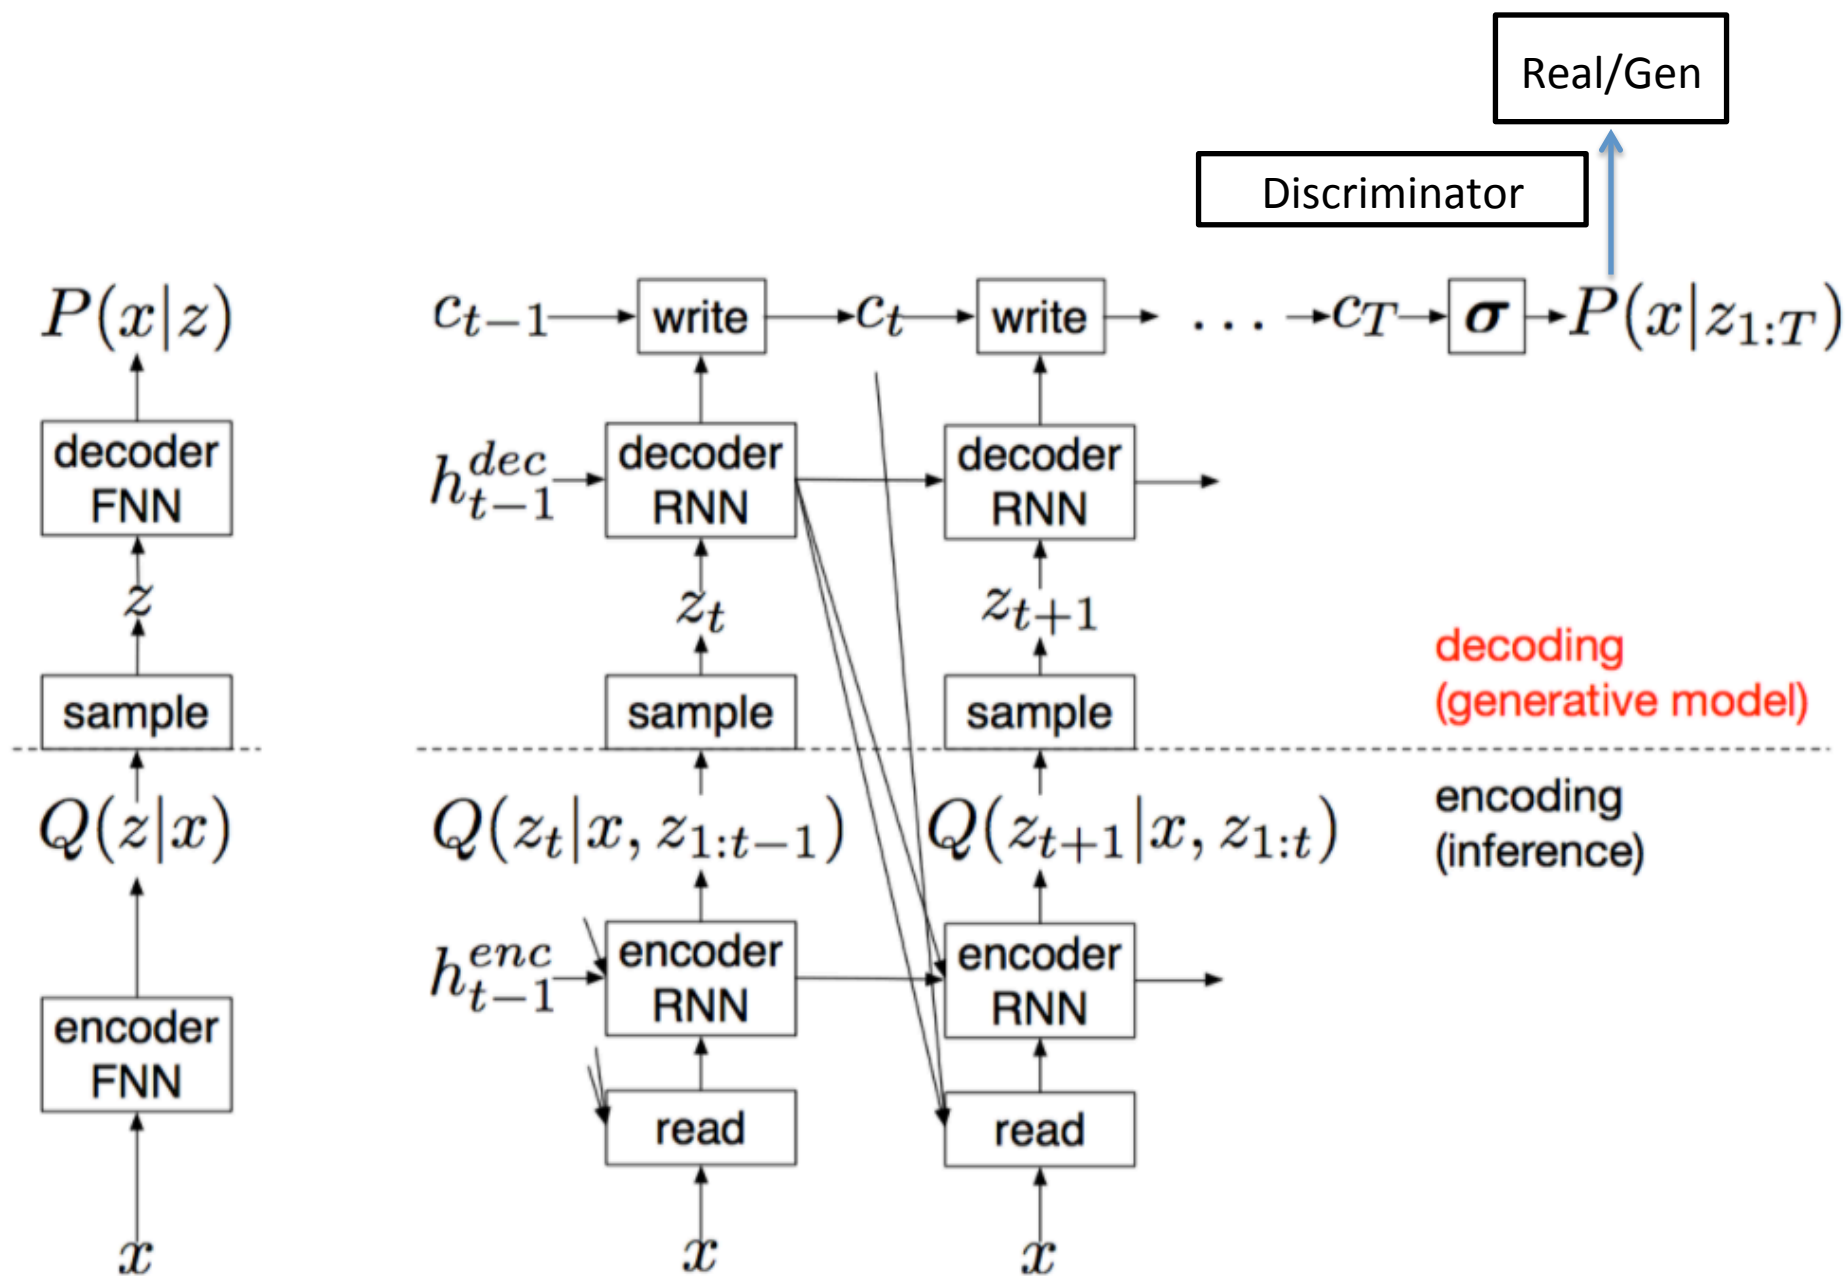 Real/Gen
Discriminator
P(x|z)
c_{t-1}
write
c_t
write
...
c_T
σ
P(x|z_{1:T})
decoder
FNN
h_{t-1}^{dec}
decoder
RNN
decoder
RNN
z
z_t
z_{t+1}
decoding
(generative model)
sample
sample
sample
Q(z|x)
Q(z_t|x, z_{1:t-1})
Q(z_{t+1}|x, z_{1:t})
encoding
(inference)
encoder
FNN
h_{t-1}^{enc}
encoder
RNN
encoder
RNN
read
read
x
x
x